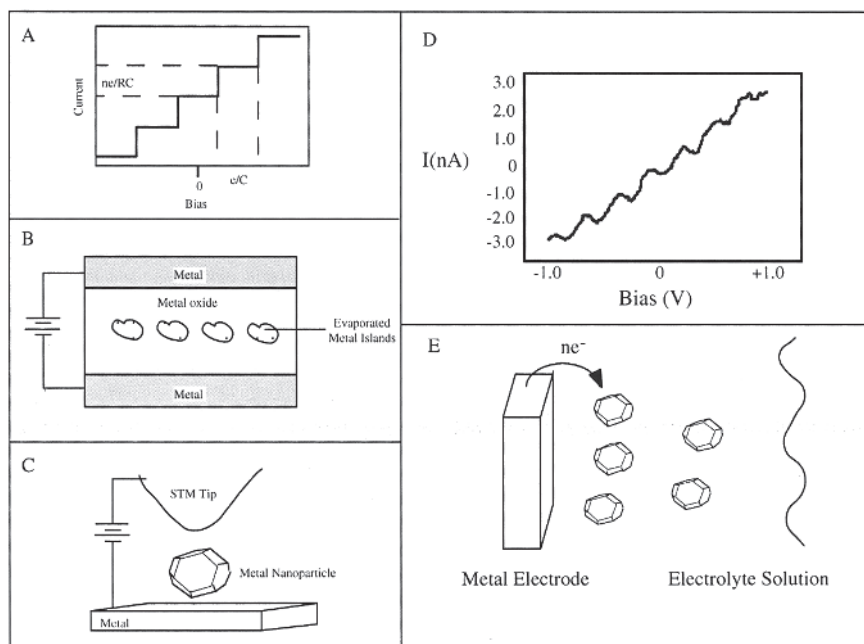 A
Current
ne/RC
0
e/C
Bias
B
Metal
Metal oxide
Evaporated
Metal Islands
Metal
C
STM Tip
Metal Nanoparticle
Metal
D
3.0
2.0
1.0
I(nA)
0
-1.0
-2.0
-3.0
-1.0
0
+1.0
Bias (V)
E
ne-
Metal Electrode
Electrolyte Solution